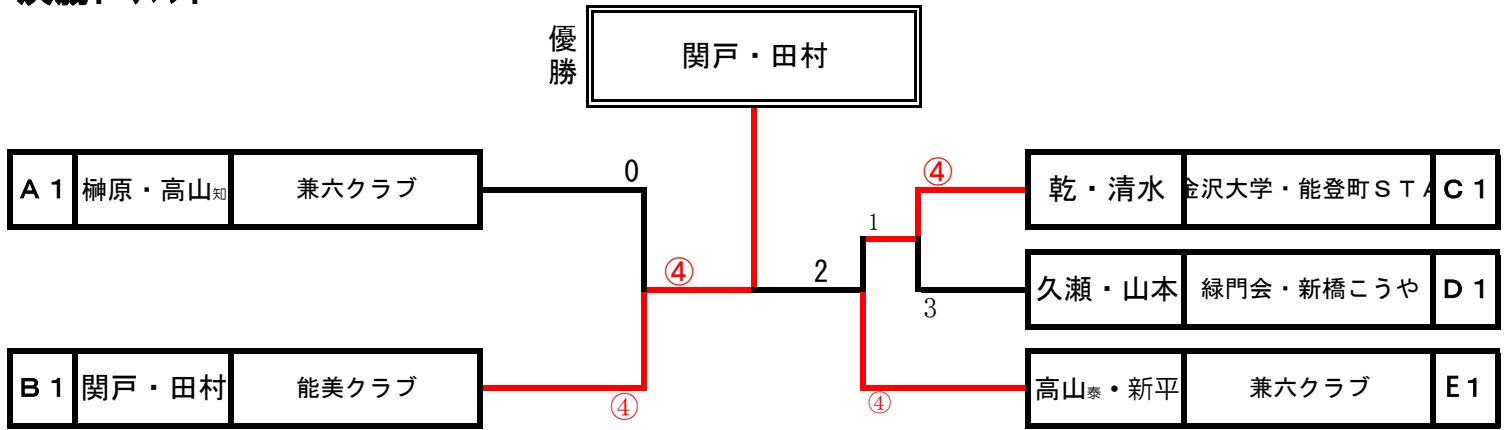 優勝
関戸・田村
A1 榊原・高山知 兼六クラブ
0
④
乾・清水 金沢大学・能登町STA C1
1
④
2
久瀬・山本 緑門会・新橋こうや D1
3
B1 関戸・田村 能美クラブ
④
④
高山泰・新平 兼六クラブ E1